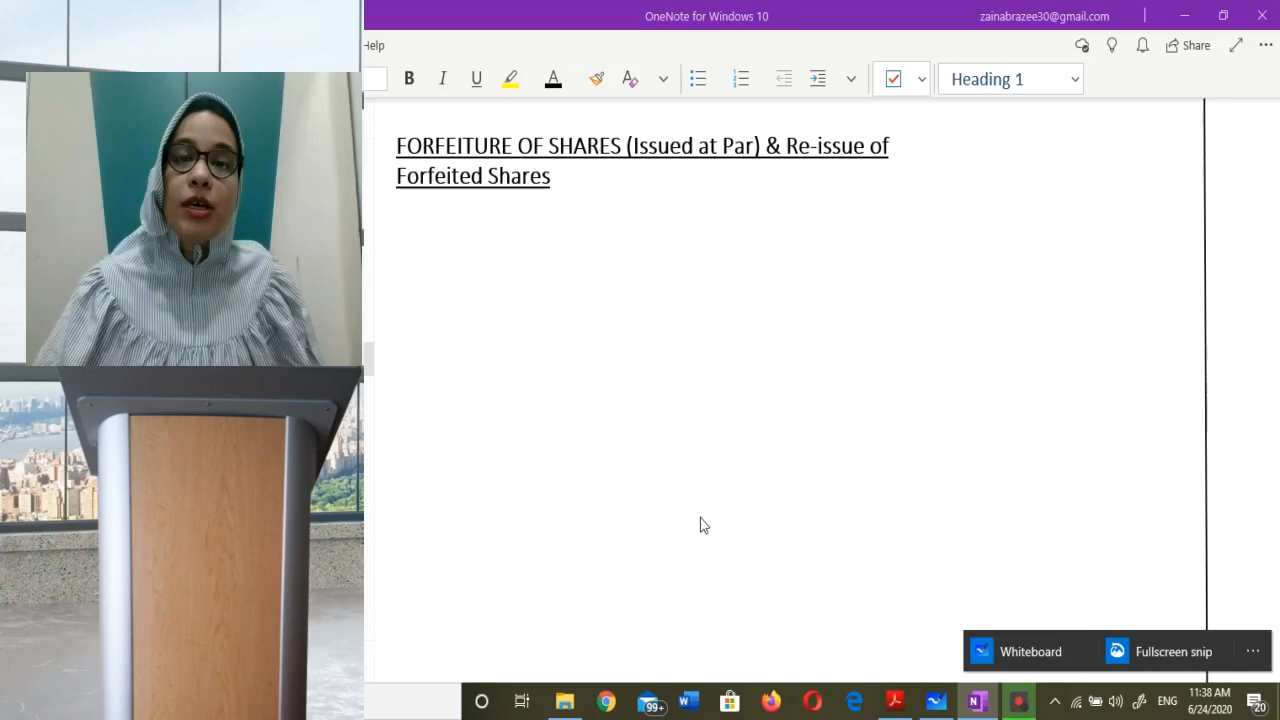 OneNote for Windows 10
zainabrazee30@gmail.com
Help
Share
B I U A A
Heading 1
FORFEITURE OF SHARES (Issued at Par) & Re-issue of
Forfeited Shares
Whiteboard
Fullscreen snip
99+
ENG
11:38 AM
6/24/2020
20